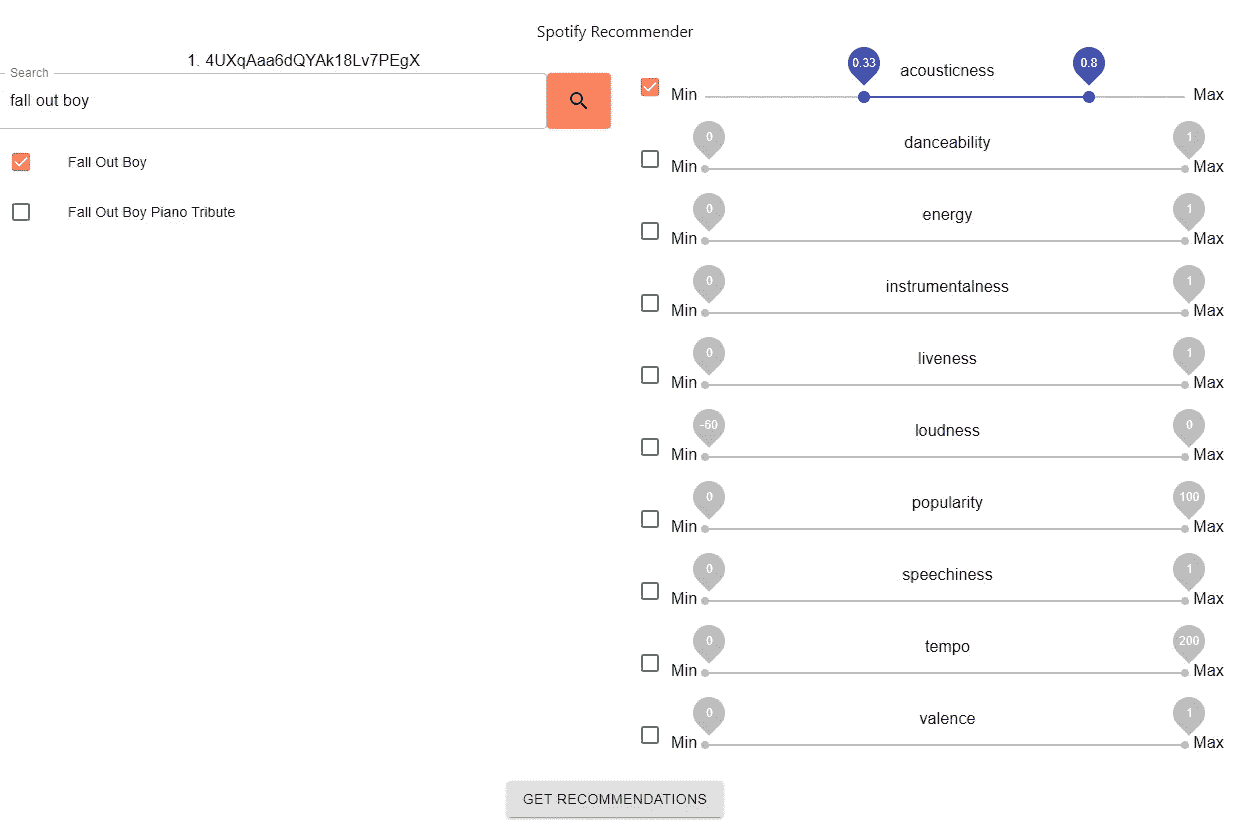 Spotify Recommender
1. 4UXqAaa6dQYAk18Lv7PEgX
Search
fall out boy
Fall Out Boy
Fall Out Boy Piano Tribute
0.33 acousticness 0.8
Min Max
0 danceability 1
Min Max
0 energy 1
Min Max
0 instrumentalness 1
Min Max
0 liveness 1
Min Max
-60 loudness 0
Min Max
0 popularity 100
Min Max
0 speechiness 1
Min Max
0 tempo 200
Min Max
0 valence 1
Min Max
GET RECOMMENDATIONS